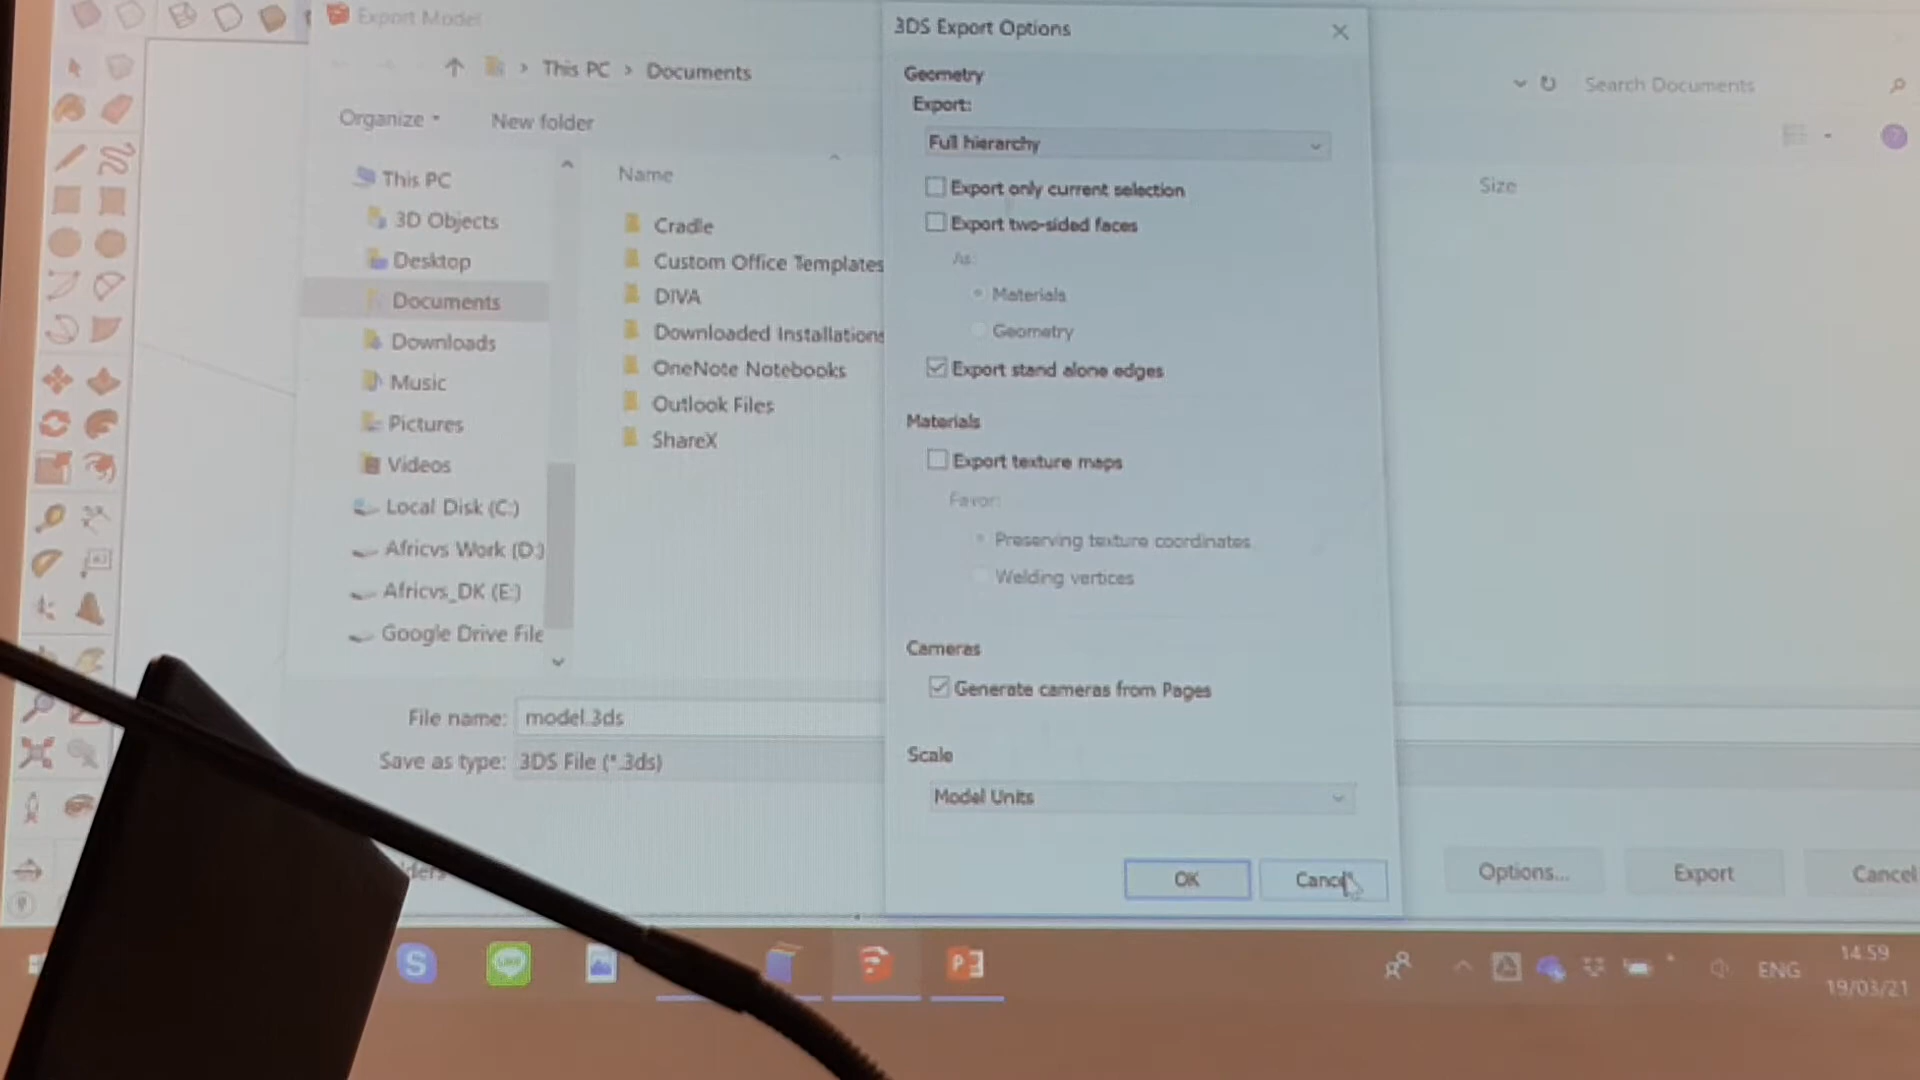 Export Model
This PC > Documents
Search Documents
Organize
New folder
This PC
3D Objects
Desktop
Documents
Downloads
Music
Pictures
Videos
Local Disk (C:)
Africvs Work (D:)
Africvs_DK (E:)
Google Drive File
Name
Size
Cradle
Custom Office Templates
DIVA
Downloaded Installations
OneNote Notebooks
Outlook Files
ShareX
File name: model.3ds
Save as type: 3DS File (*.3ds)
Options...
Export
Cancel
3DS Export Options
Geometry
Export:
Full hierarchy
Export only current selection
Export two-sided faces
As:
Materials
Geometry
Export stand alone edges
Materials
Export texture maps
Favor:
Preserving texture coordinates
Welding vertices
Cameras
Generate cameras from Pages
Scale
Model Units
OK
Cancel
ENG
14:59
19/03/21